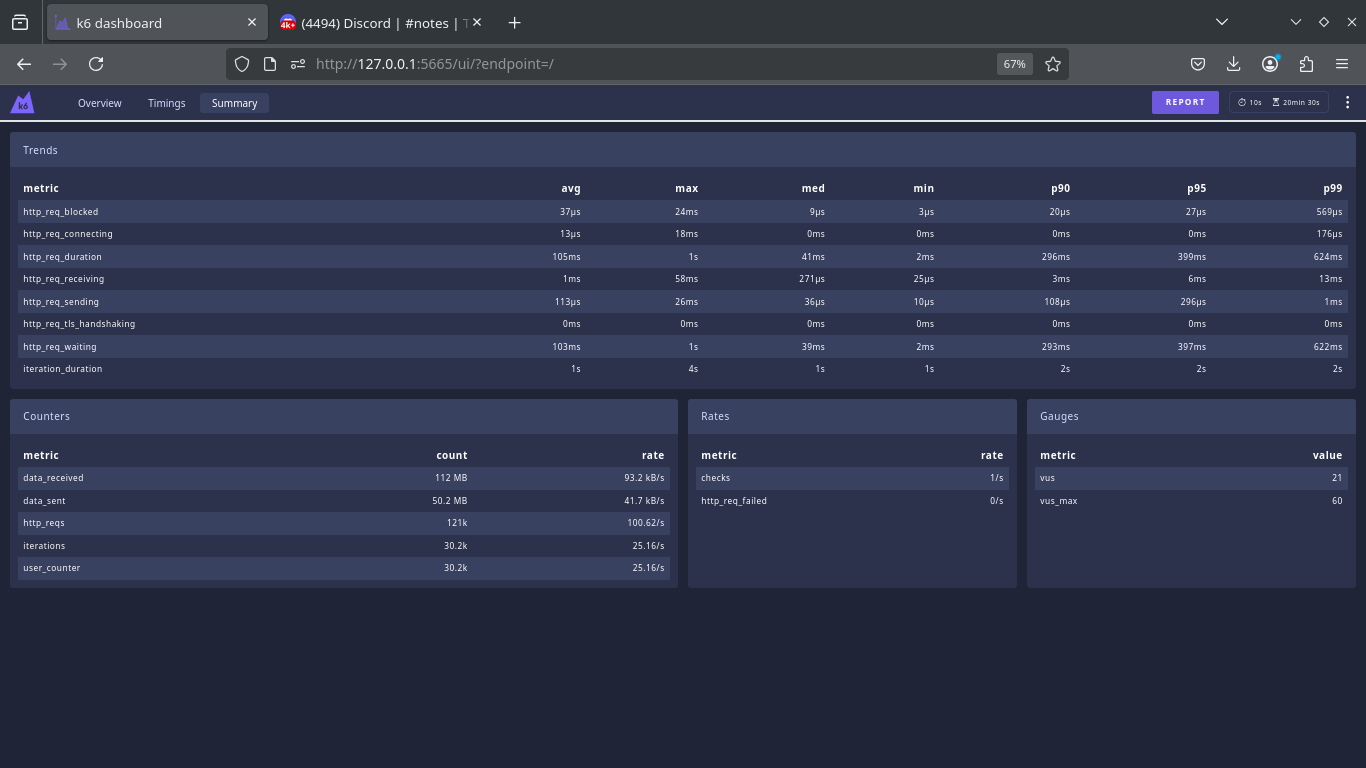 k6 dashboard
4k+ (4494) Discord | #notes | T
http://127.0.0.1:5665/ui/?endpoint=/ 67%
k6 Overview Timings Summary REPORT 10s 20min 30s
Trends
metric avg max med min p90 p95 p99
http_req_blocked 37µs 24ms 9µs 3µs 20µs 27µs 569µs
http_req_connecting 13µs 18ms 0ms 0ms 0ms 0ms 176µs
http_req_duration 105ms 1s 41ms 2ms 296ms 399ms 624ms
http_req_receiving 1ms 58ms 271µs 25µs 3ms 6ms 13ms
http_req_sending 113µs 26ms 36µs 10µs 108µs 296µs 1ms
http_req_tls_handshaking 0ms 0ms 0ms 0ms 0ms 0ms 0ms
http_req_waiting 103ms 1s 39ms 2ms 293ms 397ms 622ms
iteration_duration 1s 4s 1s 1s 2s 2s 2s
Counters
metric count rate
data_received 112 MB 93.2 kB/s
data_sent 50.2 MB 41.7 kB/s
http_reqs 121k 100.62/s
iterations 30.2k 25.16/s
user_counter 30.2k 25.16/s
Rates
metric rate
checks 1/s
http_req_failed 0/s
Gauges
metric value
vus 21
vus_max 60